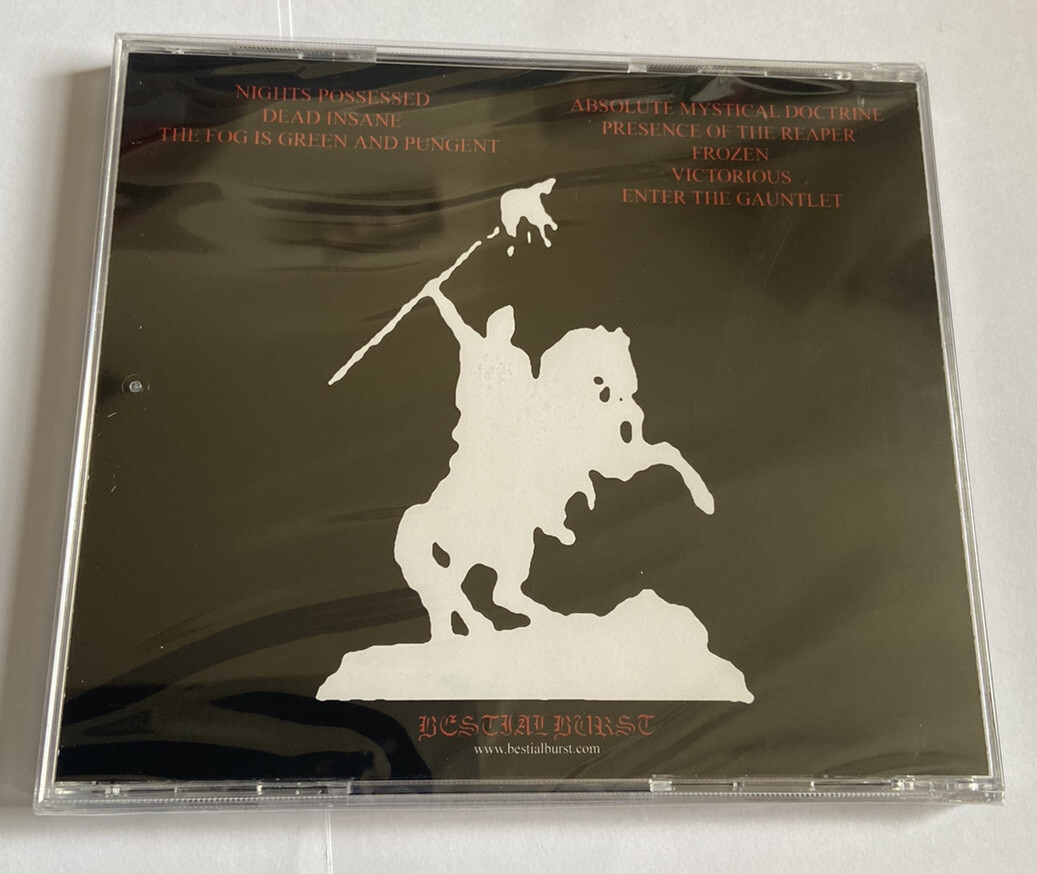 NIGHTS POSSESSED
DEAD INSANE
THE FOG IS GREEN AND PUNGENT
ABSOLUTE MYSTICAL DOCTRINE
PRESENCE OF THE REAPER
FROZEN
VICTORIOUS
ENTER THE GAUNTLET
BESTIAL BURST
www.bestialburst.com